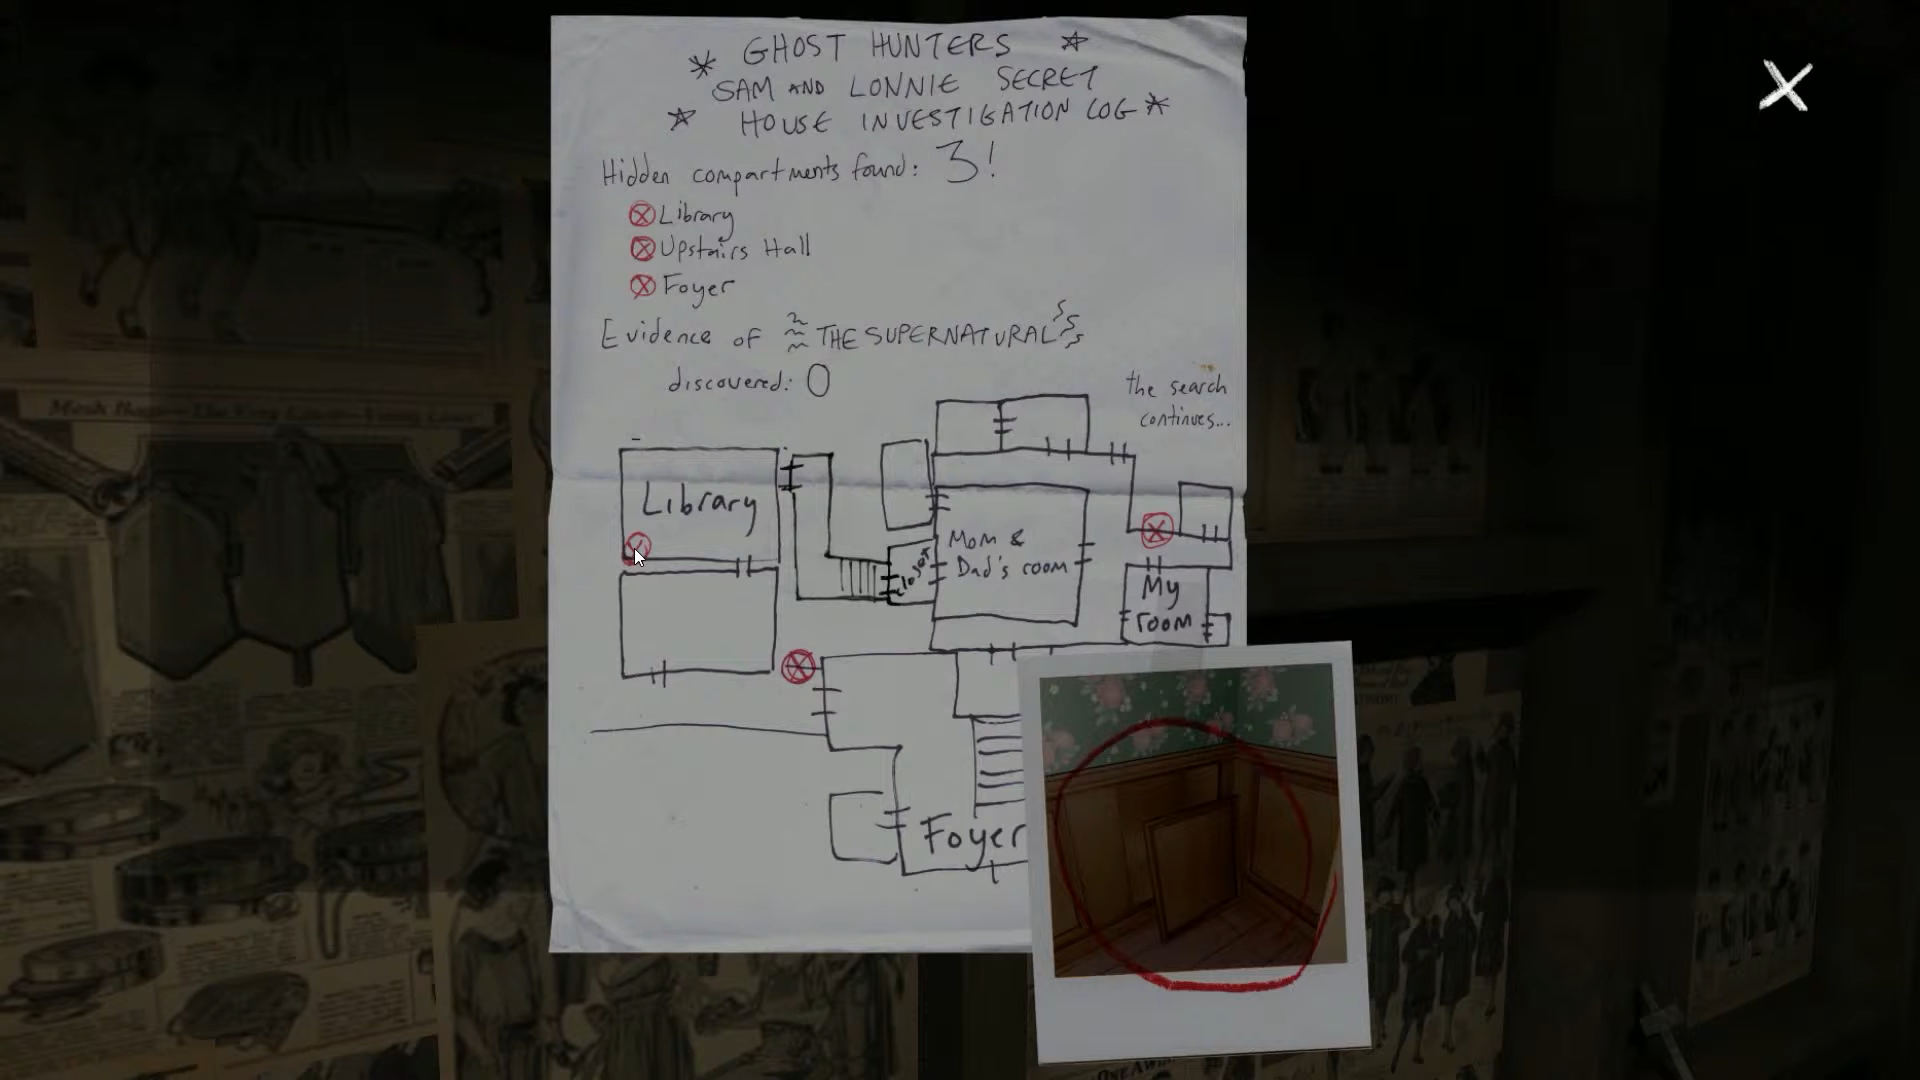 GHOST HUNTERS
SAM AND LONNIE SECRET
HOUSE INVESTIGATION LOG
Hidden compartments found: 3!
Library
Upstairs Hall
Foyer
Evidence of THE SUPERNATURAL
discovered: 0
the search
continues...
Library
Closet
Mom &
Dad's room
My
room
Foyer